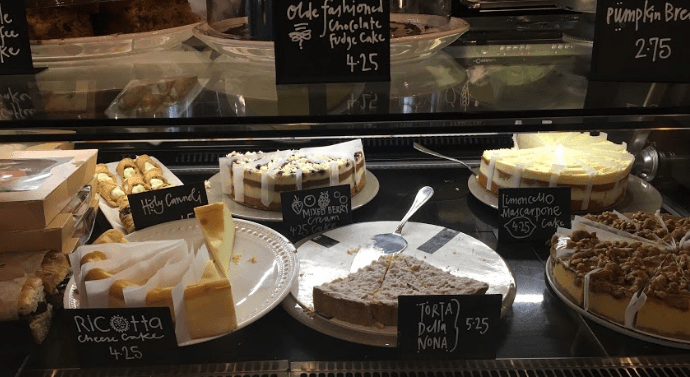 Olde fashioned
Chocolate
Fudge Cake
4.25
Pumpkin
2.75
Holy Cannoli
MIXED BERRY
Cream
4.25 CAKE
Limoncello
Mascarpone
4.25 Cake
RICOTTA
Cheese Cake
4.25
TORTA
Della
NONA
5.25